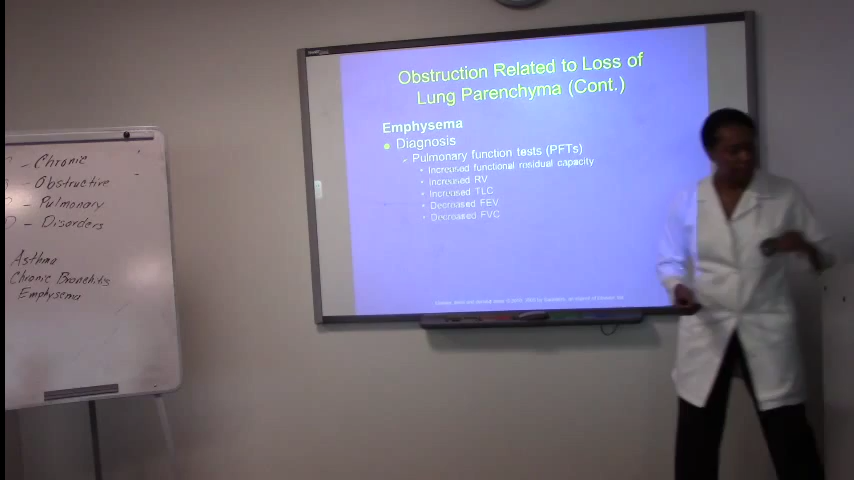 - Chronic
- Obstructive
- Pulmonary
D - Disorders
Asthma
Chronic Bronchitis
Emphysema
Obstruction Related to Loss of
Lung Parenchyma (Cont.)
Emphysema
Diagnosis
Pulmonary function tests (PFTs)
Increased functional residual capacity
Increased RV
Increased TLC
Decreased FEV
Decreased FVC